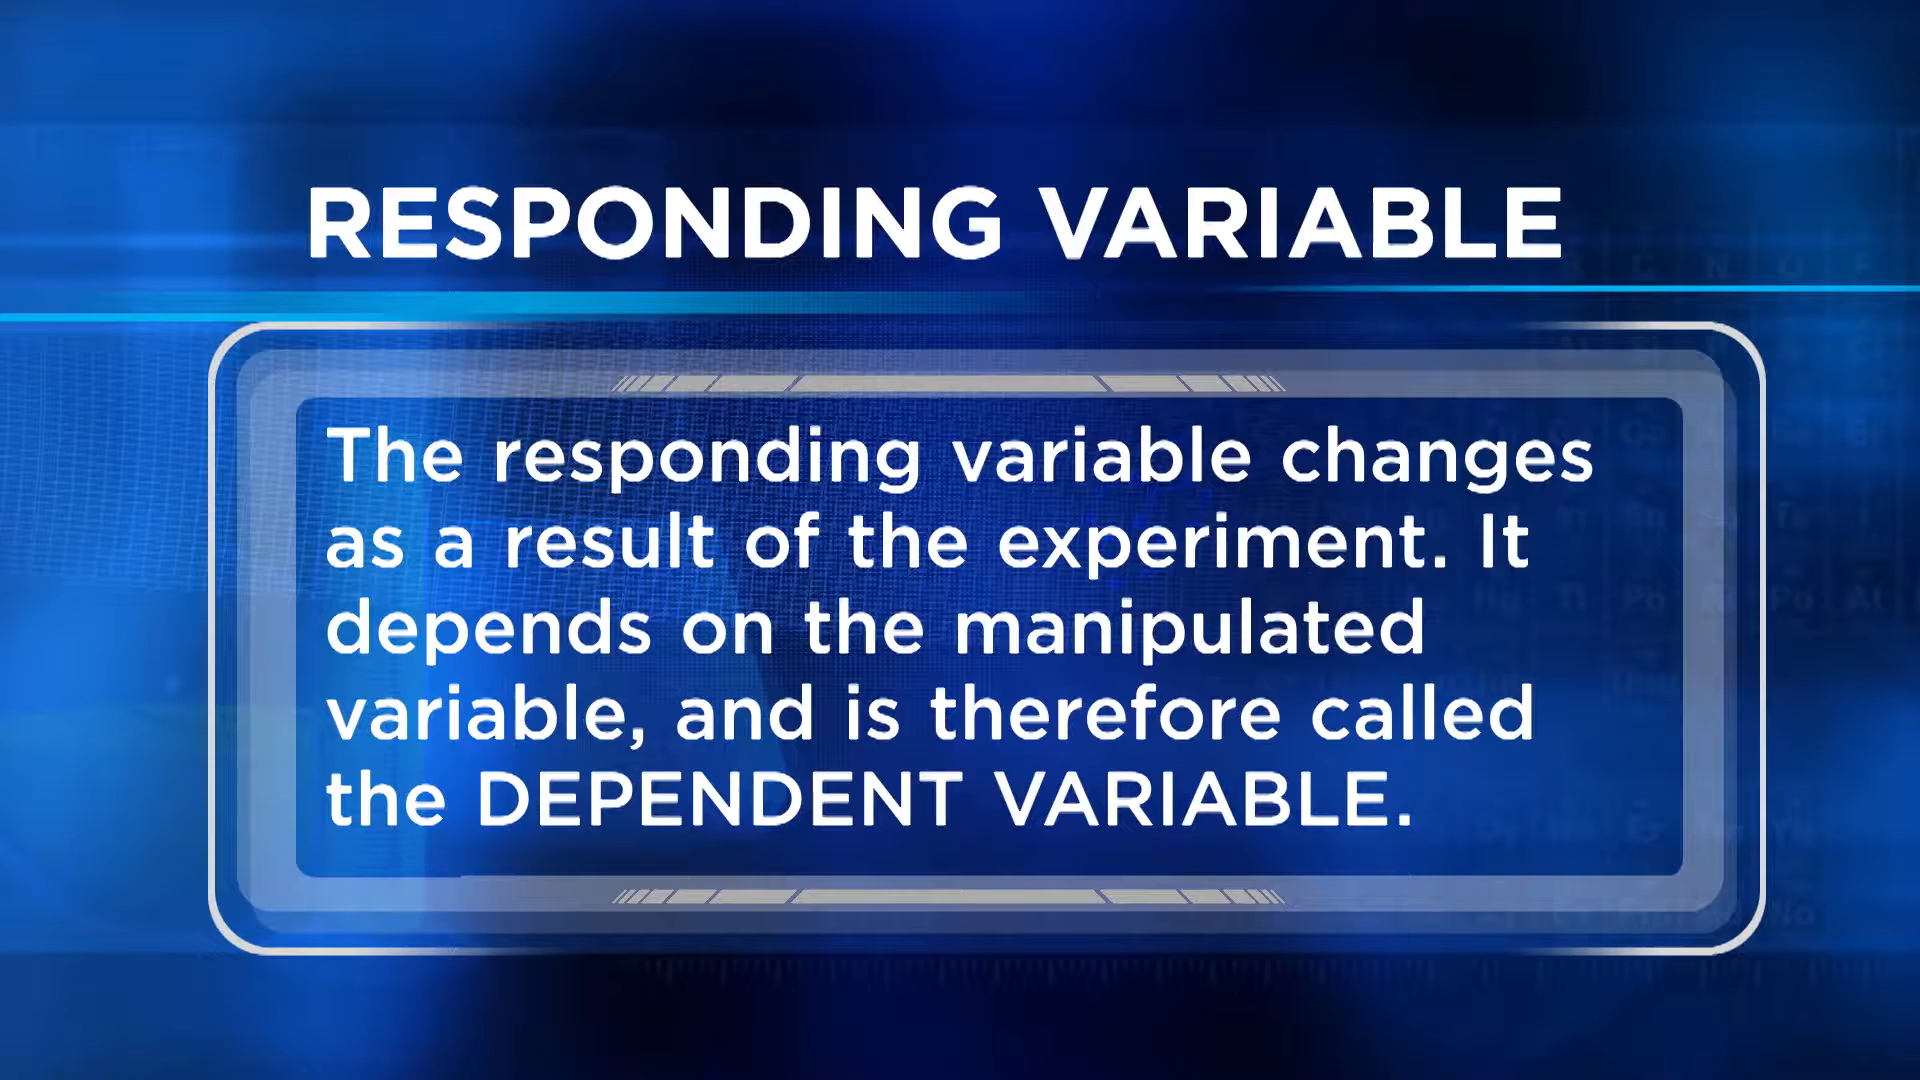 RESPONDING VARIABLE
The responding variable changes
as a result of the experiment. It
depends on the manipulated
variable, and is therefore called
the DEPENDENT VARIABLE.